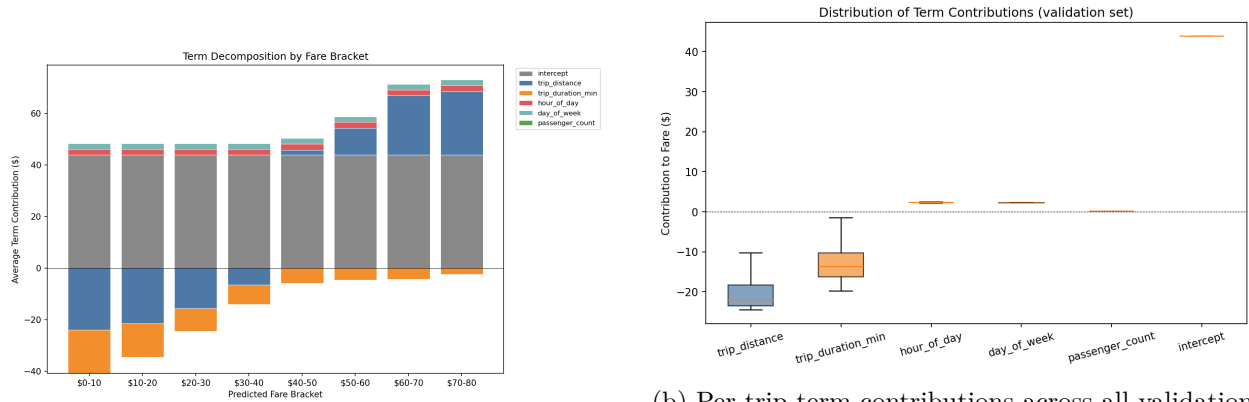 Term Decomposition by Fare Bracket
intercept
trip_distance
trip_duration_min
hour_of_day
day_of_week
passenger_count
Average Term Contribution ($)
60
40
20
0
−20
−40
$0-10 $10-20 $20-30 $30-40 $40-50 $50-60 $60-70 $70-80
Predicted Fare Bracket
Distribution of Term Contributions (validation set)
Contribution to Fare ($)
40
30
20
10
0
−10
−20
trip_distance trip_duration_min hour_of_day day_of_week passenger_count intercept
(b) Per-trip term contributions across all validation